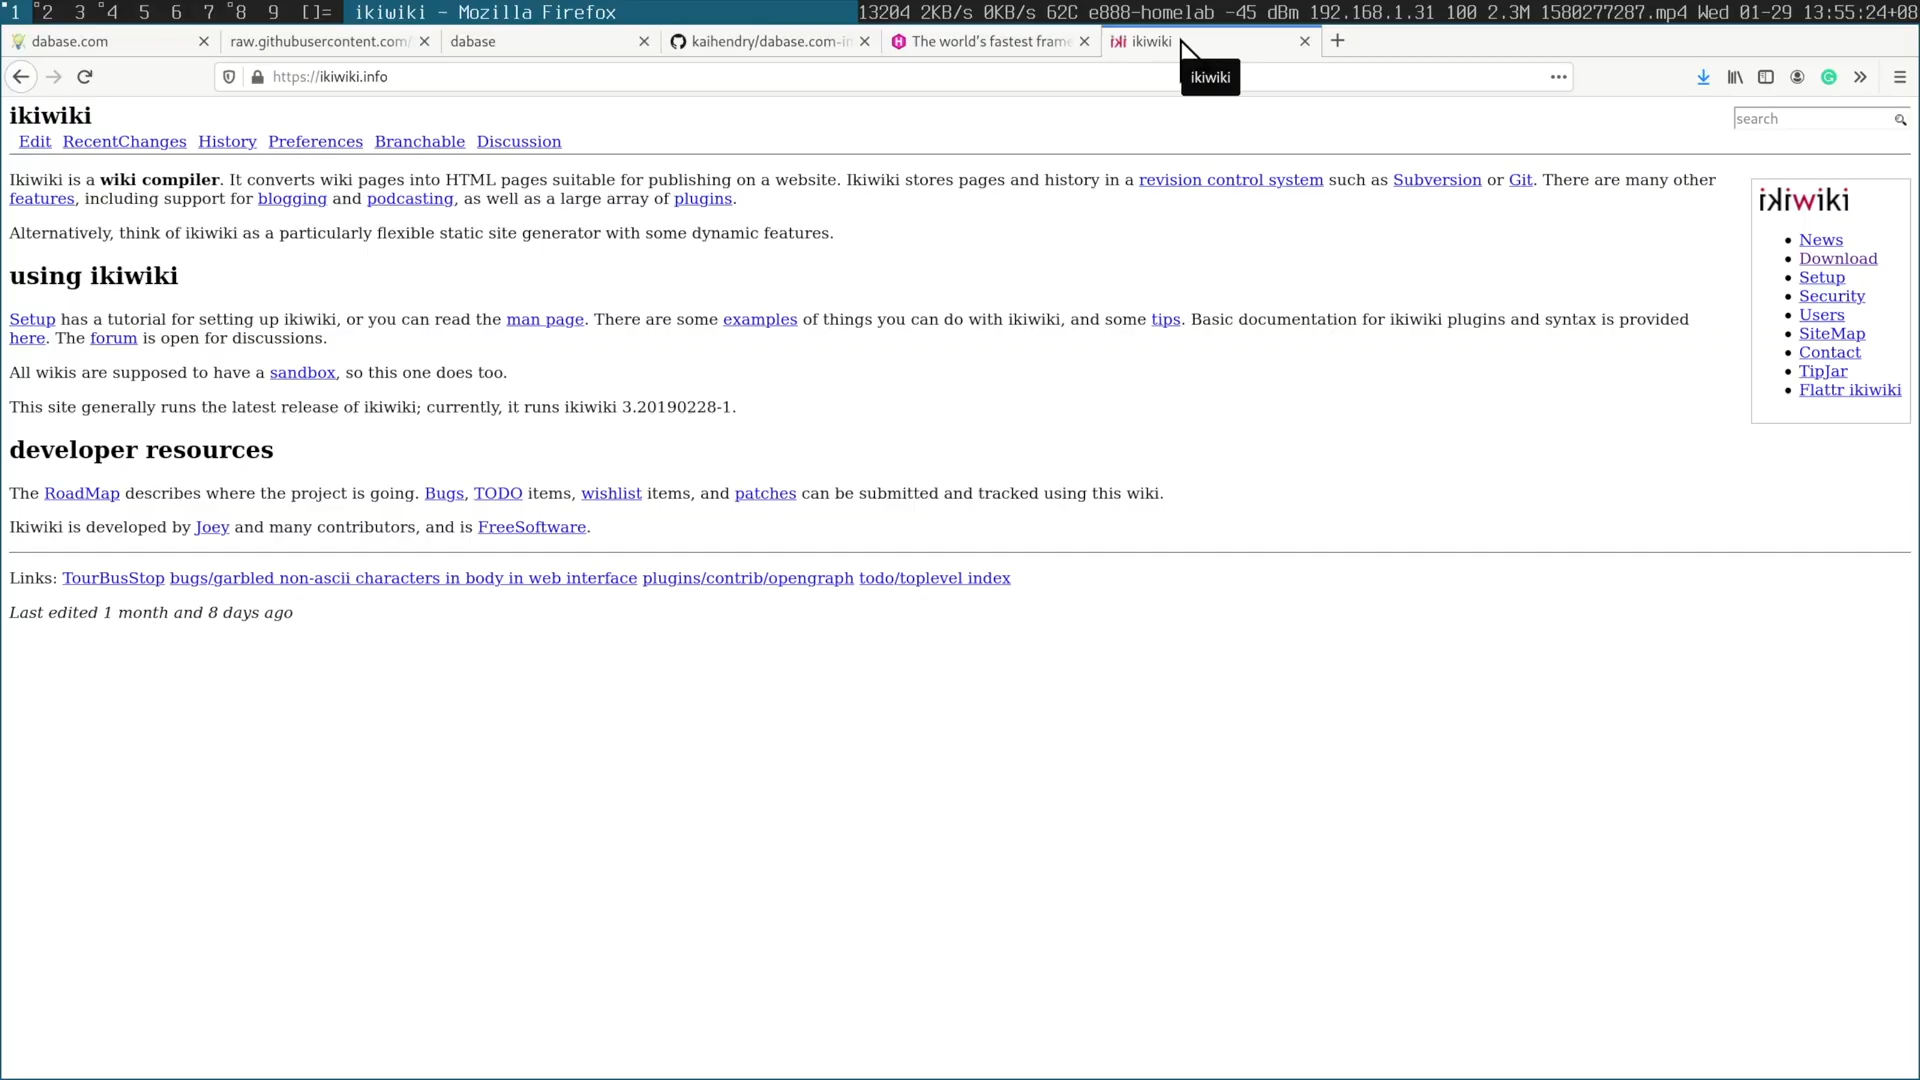 1 2 3 4 5 6 7 8 9 []= ikiwiki - Mozilla Firefox 13204 2KB/s 0KB/s 62C e888-homelab -45 dBm 192.168.1.31 100 2.3M 1580277287.mp4 Wed 01-29 13:55:24+08
dabase.com raw.githubusercontent.com/ dabase kaihendry/dabase.com-in The world's fastest frame ikiwiki
https://ikiwiki.info
ikiwiki
ikiwiki
search
Edit RecentChanges History Preferences Branchable Discussion
Ikiwiki is a wiki compiler. It converts wiki pages into HTML pages suitable for publishing on a website. Ikiwiki stores pages and history in a revision control system such as Subversion or Git. There are many other
features, including support for blogging and podcasting, as well as a large array of plugins.
Alternatively, think of ikiwiki as a particularly flexible static site generator with some dynamic features.
using ikiwiki
Setup has a tutorial for setting up ikiwiki, or you can read the man page. There are some examples of things you can do with ikiwiki, and some tips. Basic documentation for ikiwiki plugins and syntax is provided
here. The forum is open for discussions.
All wikis are supposed to have a sandbox, so this one does too.
This site generally runs the latest release of ikiwiki; currently, it runs ikiwiki 3.20190228-1.
developer resources
The RoadMap describes where the project is going. Bugs, TODO items, wishlist items, and patches can be submitted and tracked using this wiki.
Ikiwiki is developed by Joey and many contributors, and is FreeSoftware.
Links: TourBusStop bugs/garbled non-ascii characters in body in web interface plugins/contrib/opengraph todo/toplevel index
Last edited 1 month and 8 days ago
ikiwiki
News
Download
Setup
Security
Users
SiteMap
Contact
TipJar
Flattr ikiwiki